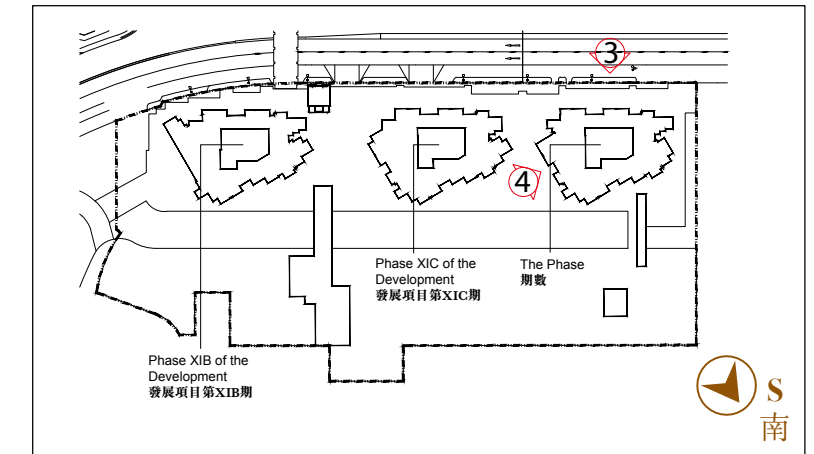 3
4
Phase XIC of the
Development
發展項目第XIC期
The Phase
期數
Phase XIB of the
Development
發展項目第XIB期
S
南